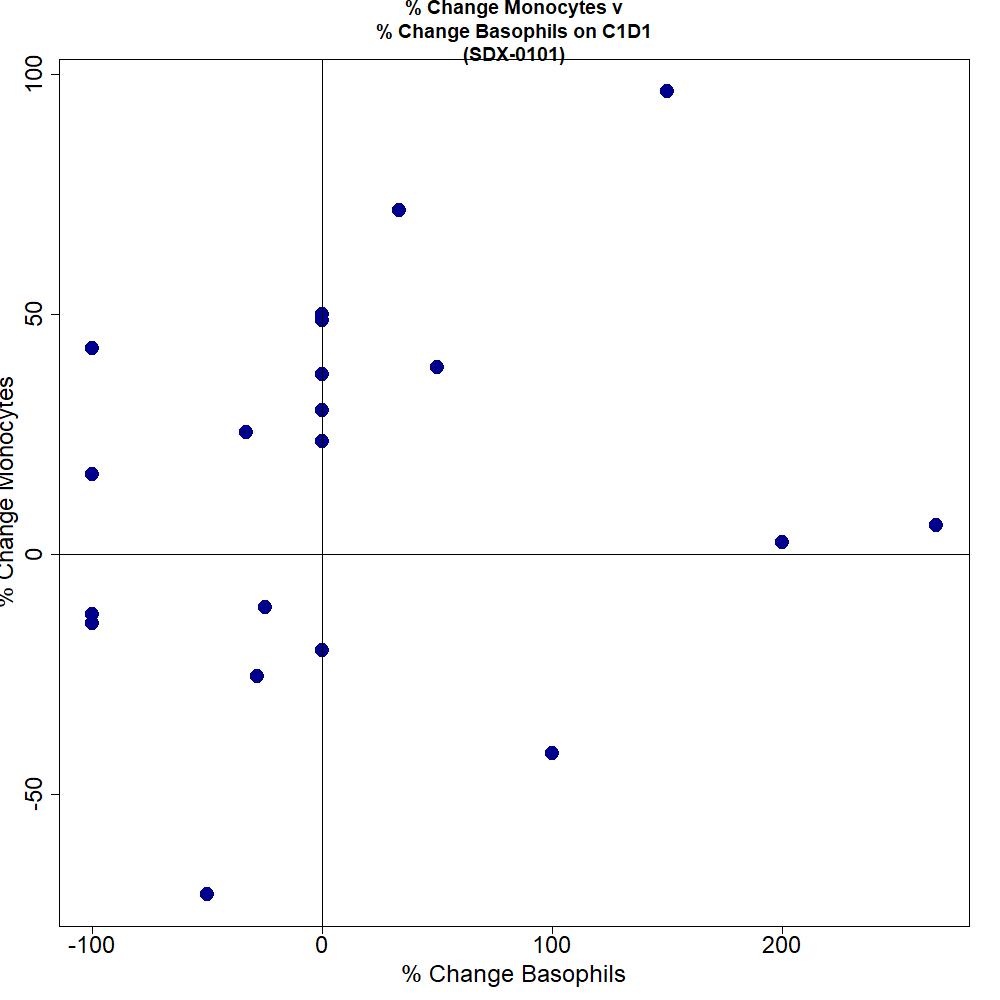 % Change Monocytes v
% Change Basophils on C1D1
(SDX-0101)
100
50
0
-50
% Change Monocytes
-100 0 100 200
% Change Basophils